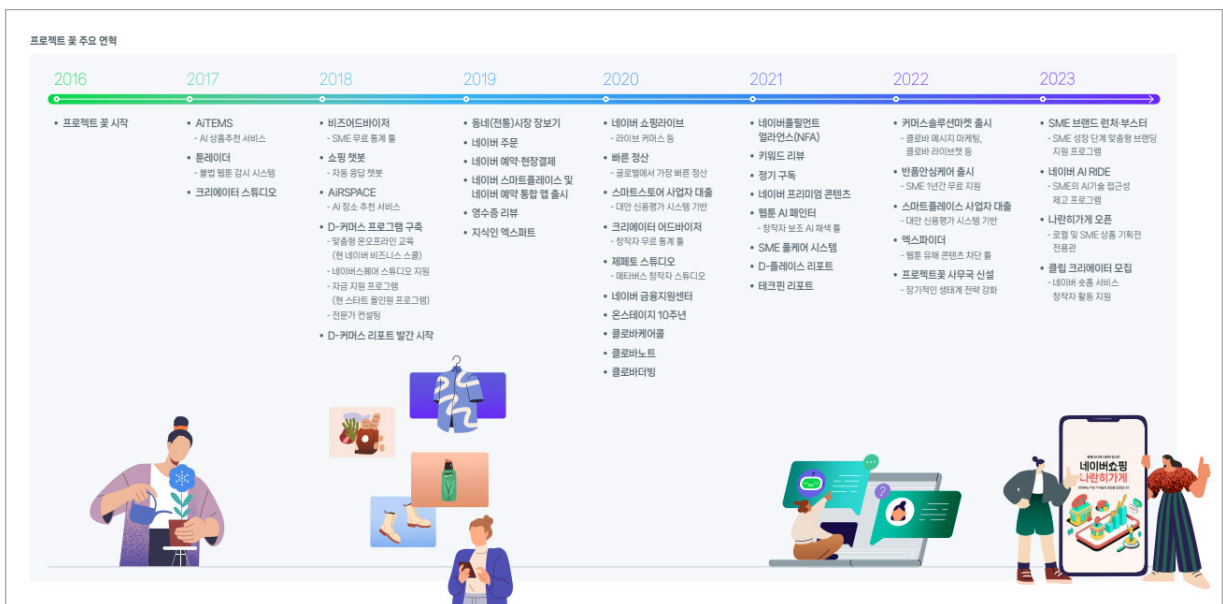 프로젝트 꽃 주요 연혁
2016
• 프로젝트 꽃 시작
2017
• AiTEMS
- AI 상품추천 서비스
• 툰레이더
- 불법 웹툰 감시 시스템
• 크리에이터 스튜디오
2018
• 비즈어드바이저
- SME 무료 통계 툴
• 쇼핑 챗봇
- 자동 응답 챗봇
• AiRSPACE
- AI 장소 추천 서비스
• D-커머스 프로그램 구축
- 맞춤형 온오프라인 교육
(현 네이버 비즈니스 스쿨)
- 네이버스퀘어 스튜디오 지원
- 자금 지원 프로그램
(현 스타트 올인원 프로그램)
- 전문가 컨설팅
• D-커머스 리포트 발간 시작
2019
• 동네(전통)시장 장보기
• 네이버 주문
• 네이버 예약·현장결제
• 네이버 스마트플레이스 및
네이버 예약 통합 앱 출시
• 영수증 리뷰
• 지식인 엑스퍼트
2020
• 네이버 쇼핑라이브
- 라이브 커머스 등
• 빠른 정산
- 글로벌에서 가장 빠른 정산
• 스마트스토어 사업자 대출
- 대안 신용평가 시스템 기반
• 크리에이터 어드바이저
- 창작자 무료 통계 툴
• 제페토 스튜디오
- 메타버스 창작자 스튜디오
• 네이버 금융지원센터
• 온스테이지 10주년
• 클로바케어콜
• 클로바노트
• 클로바더빙
2021
• 네이버풀필먼트
얼라언스(NFA)
• 키워드 리뷰
• 정기 구독
• 네이버 프리미엄 콘텐츠
• 웹툰 AI 페인터
- 창작자 보조 AI 채색 툴
• SME 풀케어 시스템
• D-플레이스 리포트
• 테크핀 리포트
2022
• 커머스솔루션마켓 출시
- 클로바 메시지 마케팅,
클로바 라이브챗 등
• 반품안심케어 출시
- SME 1년간 무료 지원
• 스마트플레이스 사업자 대출
- 대안 신용평가 시스템 기반
• 엑스파이더
- 웹툰 유해 콘텐츠 차단 툴
• 프로젝트꽃 사무국 신설
- 장기적인 생태계 전략 강화
2023
• SME 브랜드 런처·부스터
- SME 성장 단계 맞춤형 브랜딩
지원 프로그램
• 네이버 AI RIDE
- SME의 AI기술 접근성
제고 프로그램
• 나란히가게 오픈
- 로컬 및 SME 상품 기획전
전용관
• 클립 크리에이터 모집
- 네이버 숏폼 서비스
창작자 활동 지원
네이버쇼핑
나란히가게